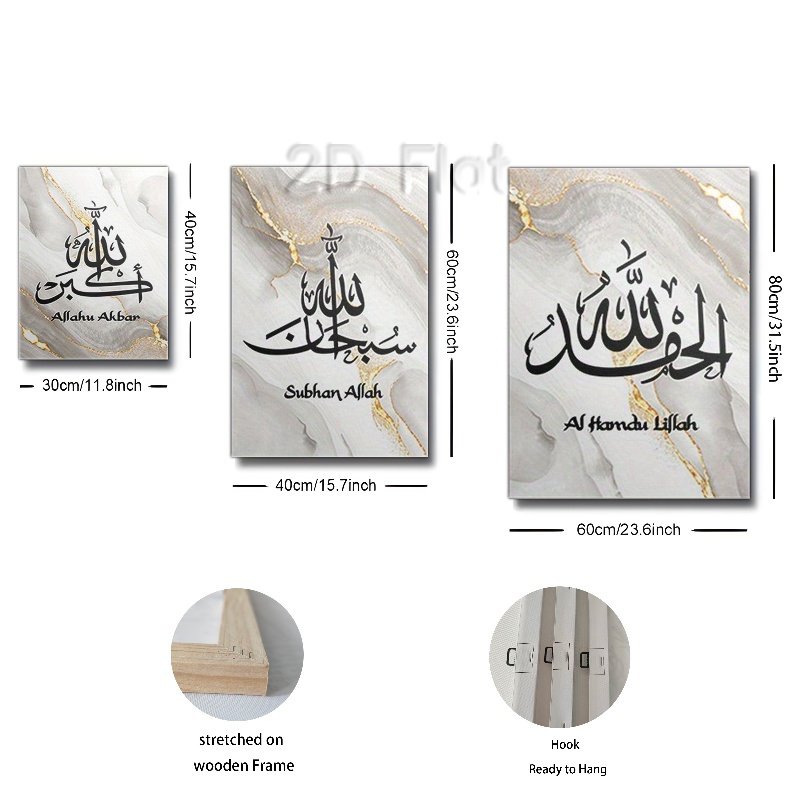 2D Flat
الله
أكبر
Allahu Akbar
40cm/15.7inch
30cm/11.8inch
سبحان الله
Subhan Allah
60cm/23.6inch
40cm/15.7inch
الحمد لله
Al Hamdu Lillah
80cm/31.5inch
60cm/23.6inch
stretched on
wooden Frame
Hook
Ready to Hang